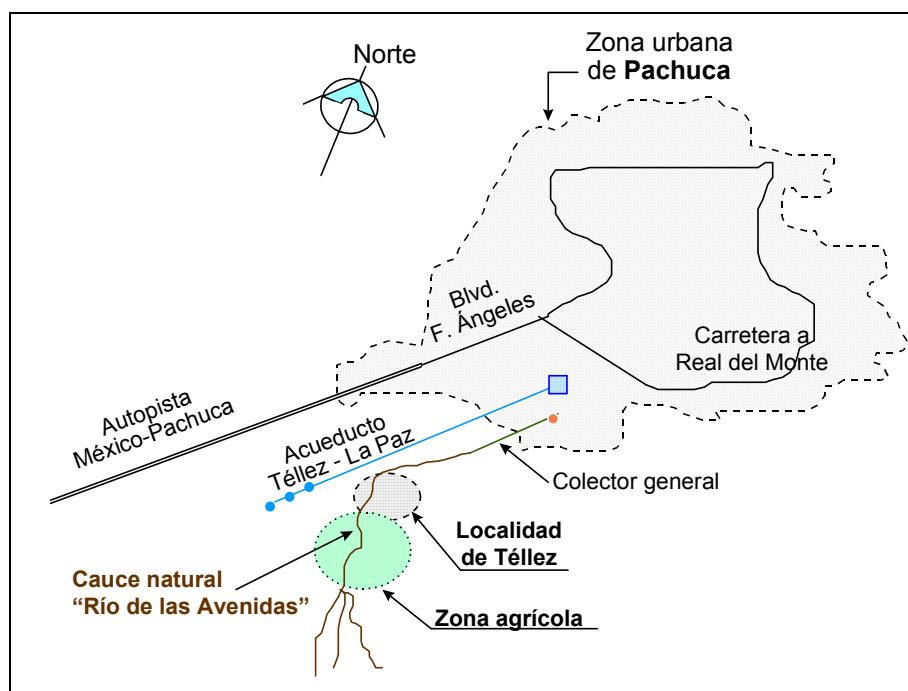 Norte
Zona urbana
de Pachuca
Blvd.
F. Ángeles
Carretera a
Real del Monte
Autopista
México-Pachuca
Acueducto
Téllez - La Paz
Colector general
Localidad
de Téllez
Cauce natural
“Río de las Avenidas”
Zona agrícola